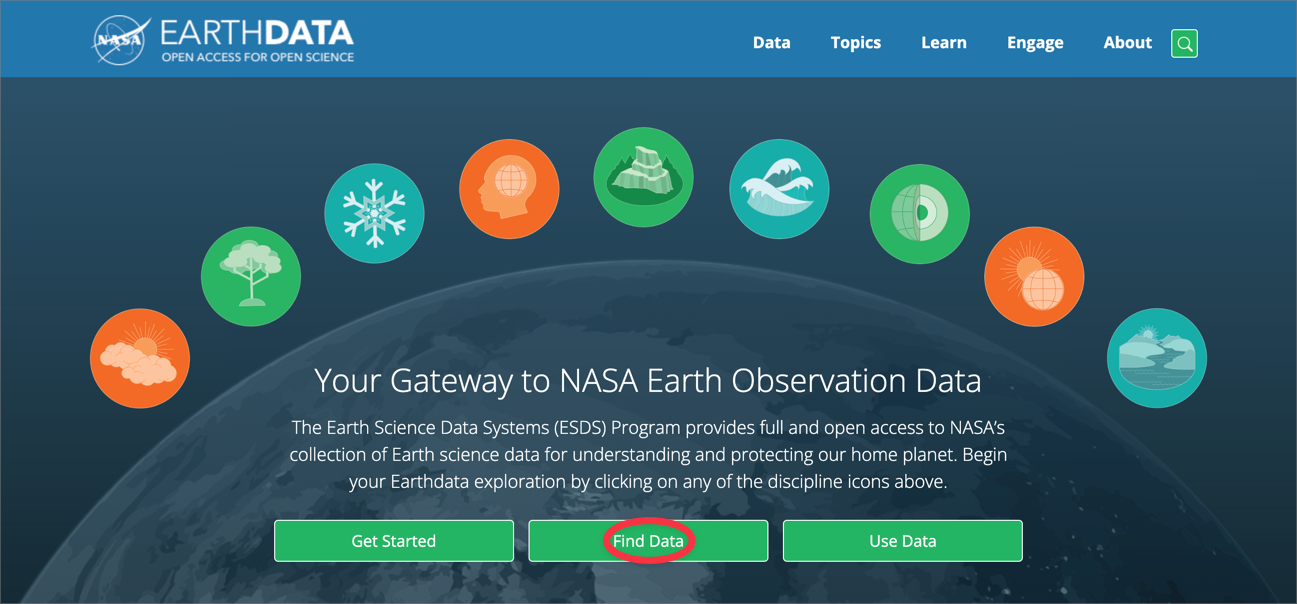 NASA
EARTHDATA
OPEN ACCESS FOR OPEN SCIENCE
Data Topics Learn Engage About
Your Gateway to NASA Earth Observation Data
The Earth Science Data Systems (ESDS) Program provides full and open access to NASA’s
collection of Earth science data for understanding and protecting our home planet. Begin
your Earthdata exploration by clicking on any of the discipline icons above.
Get Started Find Data Use Data